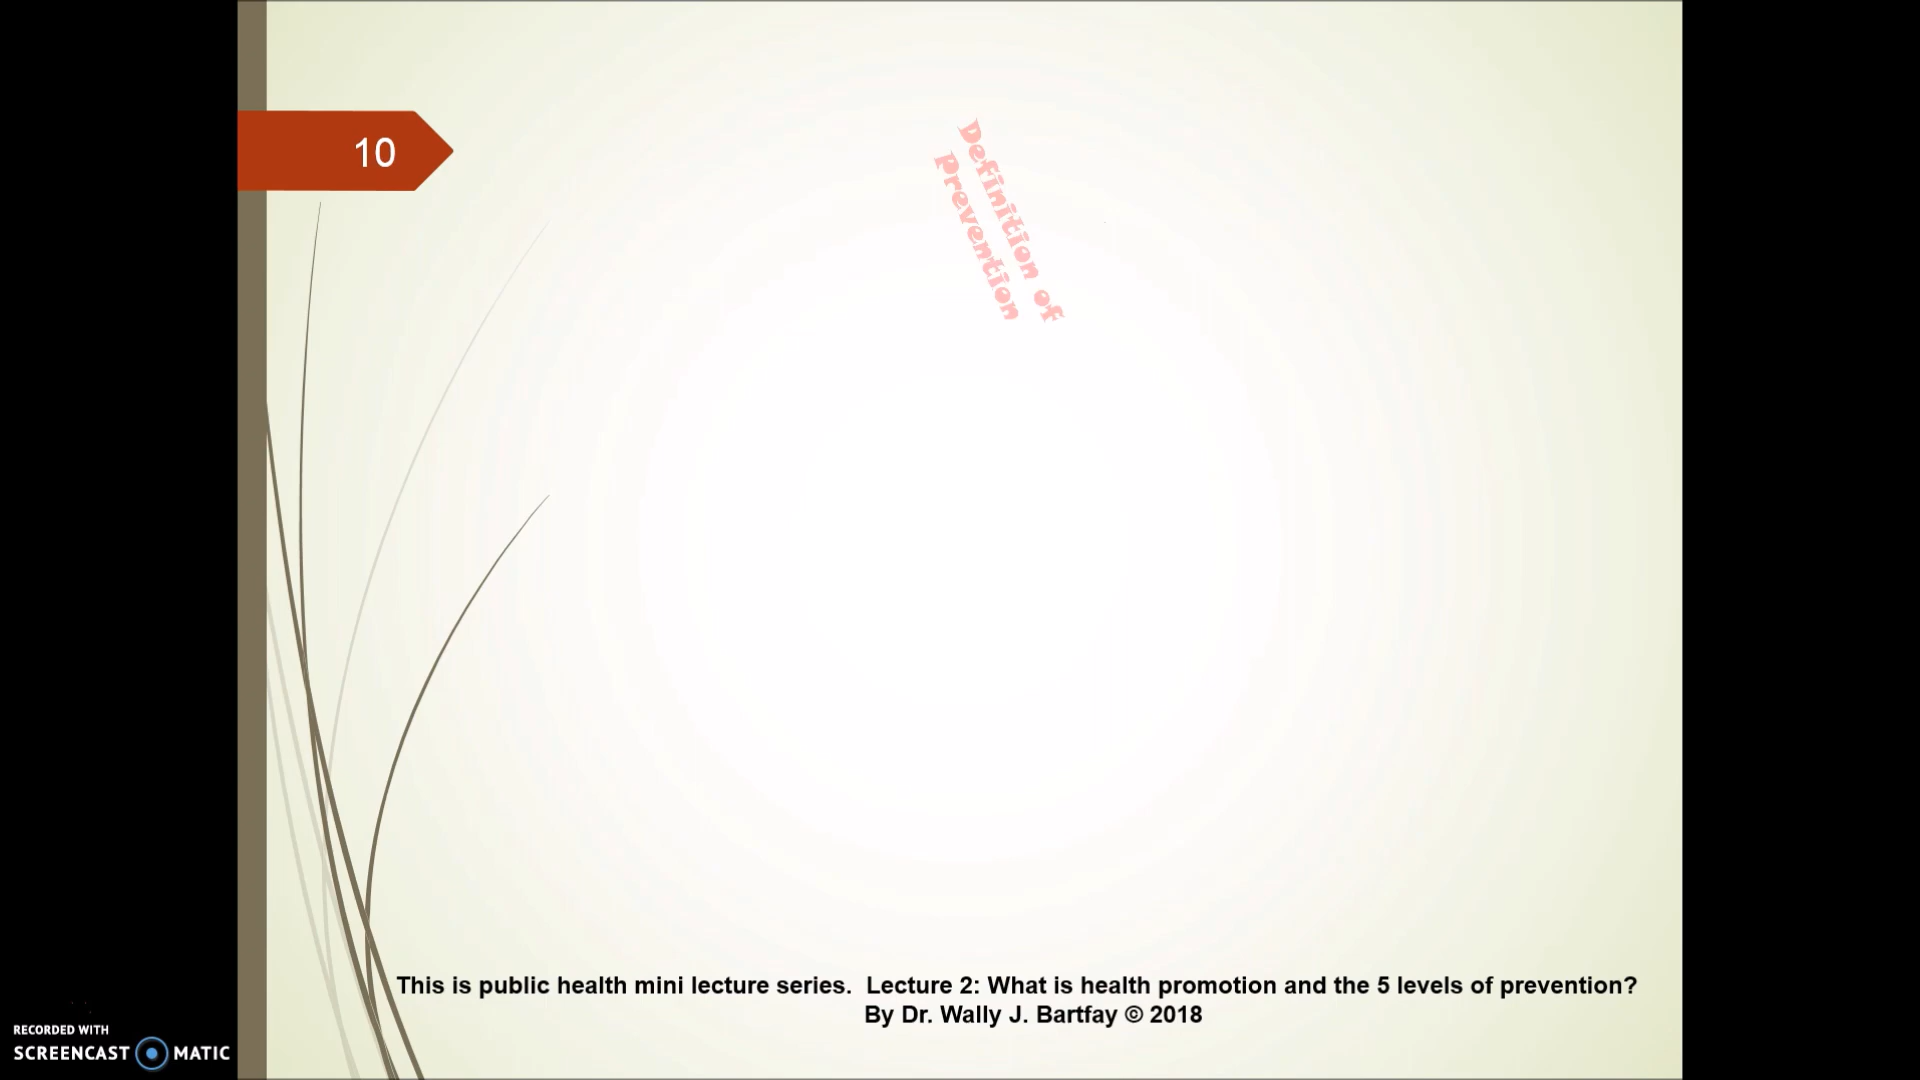 10
Definition of
Prevention
This is public health mini lecture series.  Lecture 2: What is health promotion and the 5 levels of prevention?
By Dr. Wally J. Bartfay © 2018
RECORDED WITH
SCREENCAST MATIC